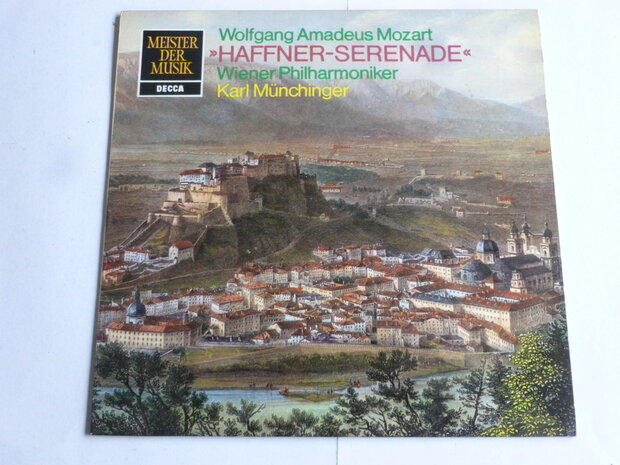 MEISTER
DER
MUSIK
DECCA
Wolfgang Amadeus Mozart
»HAFFNER-SERENADE«
Wiener Philharmoniker
Karl Münchinger